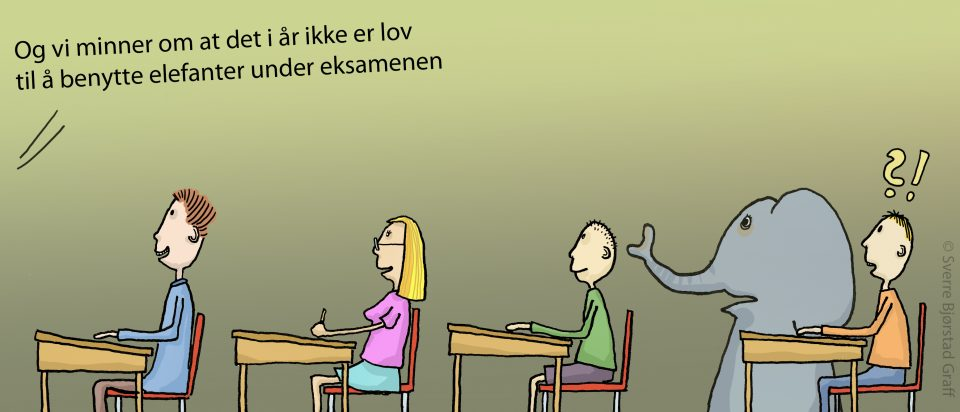 Og vi minner om at det i år ikke er lov
til å benytte elefanter under eksamenen
?!
© Sverre Bjørstad Graff